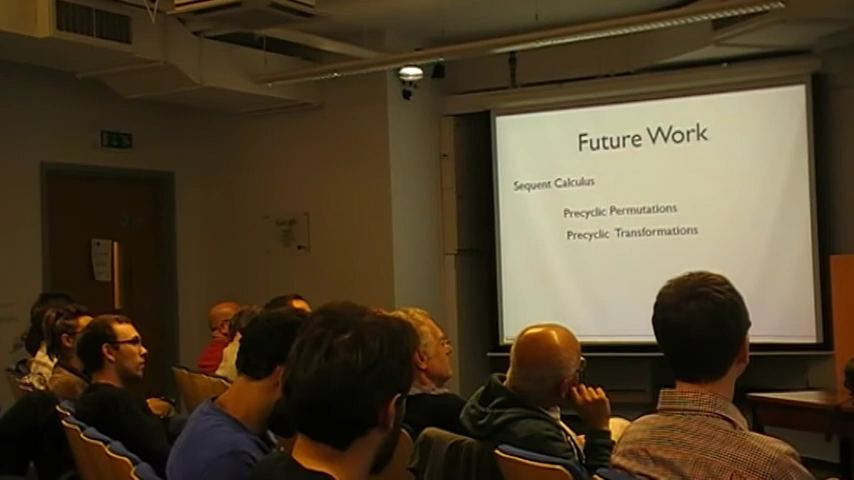 Future Work
Sequent Calculus
Precyclic Permutations
Precyclic Transformations